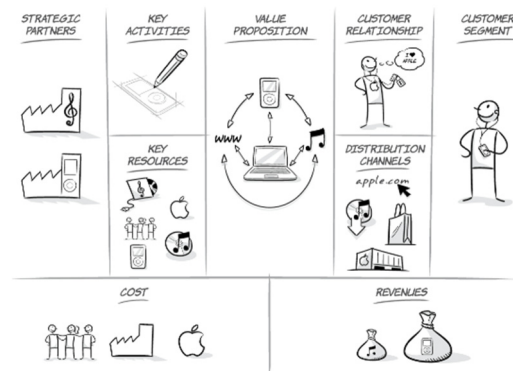 STRATEGIC
PARTNERS
KEY
ACTIVITIES
VALUE
PROPOSITION
CUSTOMER
RELATIONSHIP
CUSTOMER
SEGMENT
I ♥
APPLE
WWW
KEY
RESOURCES
DISTRIBUTION
CHANNELS
apple.com
COST
REVENUES